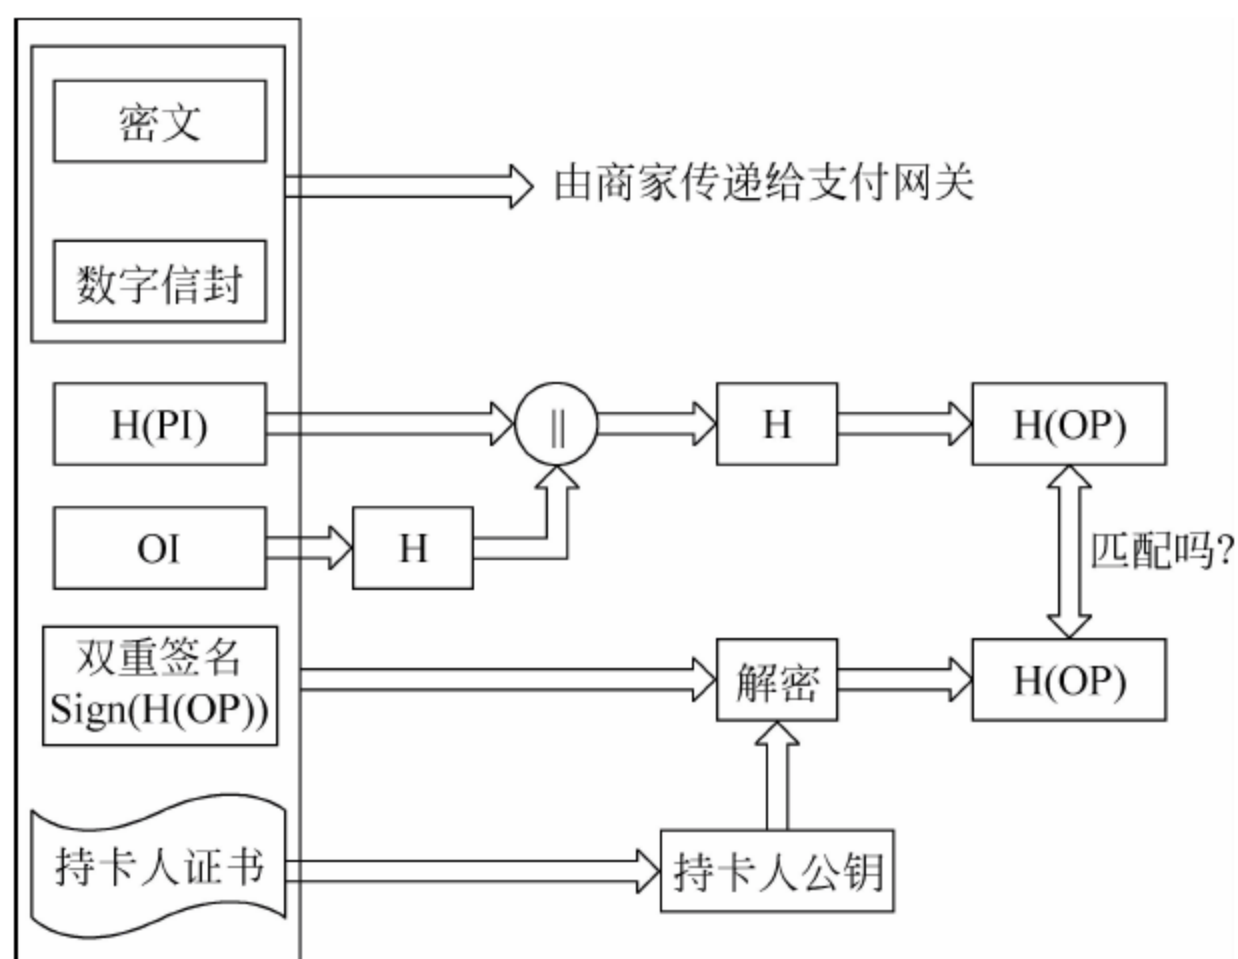 密文
由商家传递给支付网关
数字信封
H(PI)
||
H
H(OP)
OI
H
匹配吗?
双重签名
Sign(H(OP))
解密
H(OP)
持卡人证书
持卡人公钥